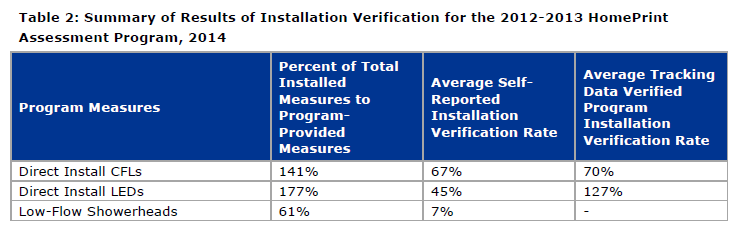 Table 2: Summary of Results of Installation Verification for the 2012-2013 HomePrint
Assessment Program, 2014
Program Measures
Percent of Total
Installed
Measures to
Program-
Provided
Measures
Average Self-
Reported
Installation
Verification Rate
Average Tracking
Data Verified
Program
Installation
Verification Rate
Direct Install CFLs 141% 67% 70%
Direct Install LEDs 177% 45% 127%
Low-Flow Showerheads 61% 7% -